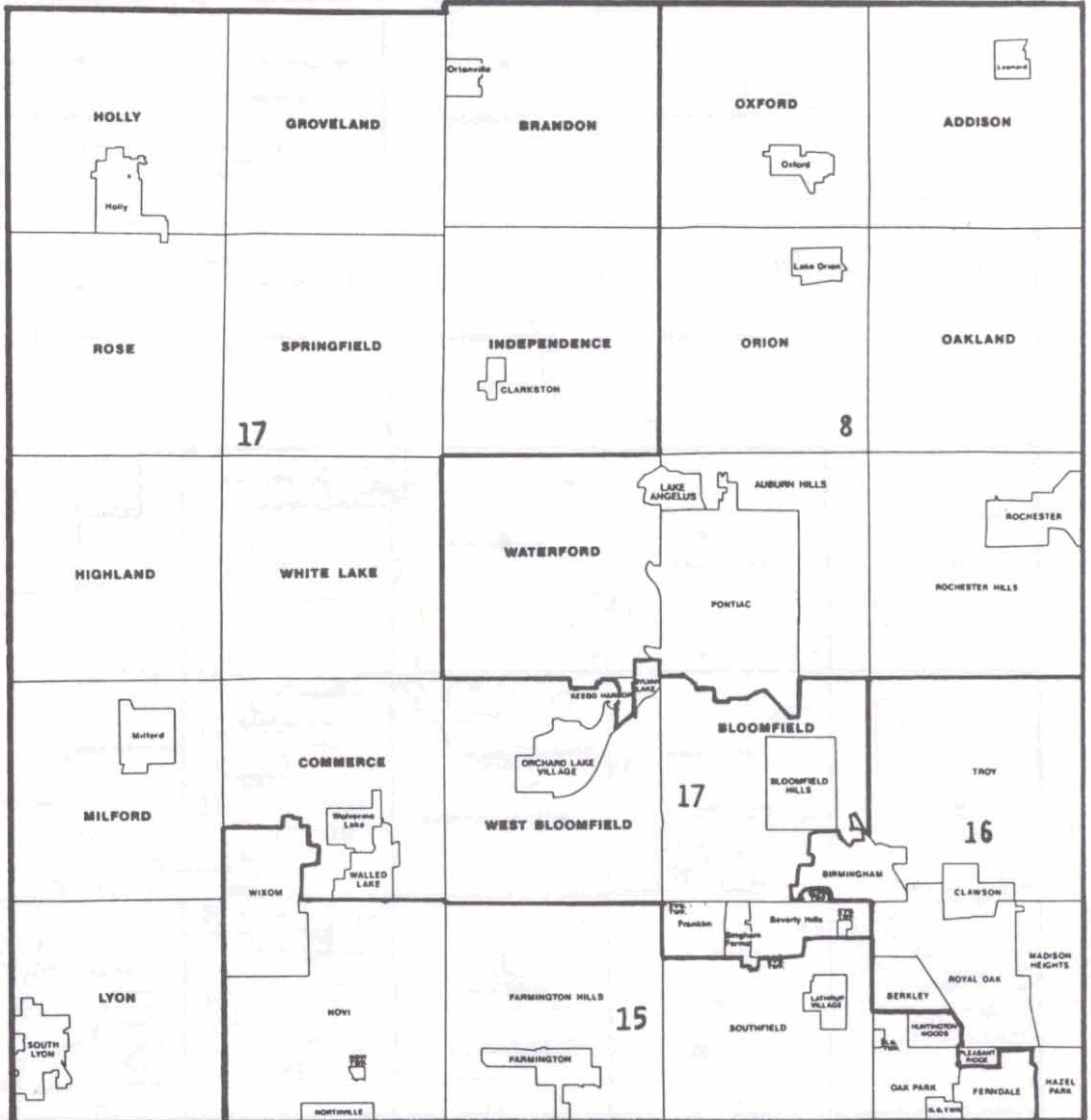 Ortonville
Leonard
HOLLY
GROVELAND
BRANDON
OXFORD
ADDISON
Oxford
Holly
Lake Orion
ROSE
SPRINGFIELD
INDEPENDENCE
ORION
OAKLAND
CLARKSTON
17
8
LAKE
ANGELUS
AUBURN HILLS
ROCHESTER
WATERFORD
HIGHLAND
WHITE LAKE
PONTIAC
ROCHESTER HILLS
SYLVAN
LAKE
KEEGO HARBOR
Milford
BLOOMFIELD
COMMERCE
ORCHARD LAKE
VILLAGE
BLOOMFIELD
HILLS
TROY
17
MILFORD
Wolverine
Lake
WEST BLOOMFIELD
16
WALLED
LAKE
BIRMINGHAM
WIXOM
CLAWSON
Franklin
Bingham
Farms
Beverly Hills
MADISON
HEIGHTS
LYON
FARMINGTON HILLS
LATHRUP
VILLAGE
BERKLEY
ROYAL OAK
NOVI
15
SOUTHFIELD
HUNTINGTON
WOODS
SOUTH
LYON
FARMINGTON
PLEASANT
RIDGE
OAK PARK
FERNDALE
HAZEL
PARK
NORTHVILLE